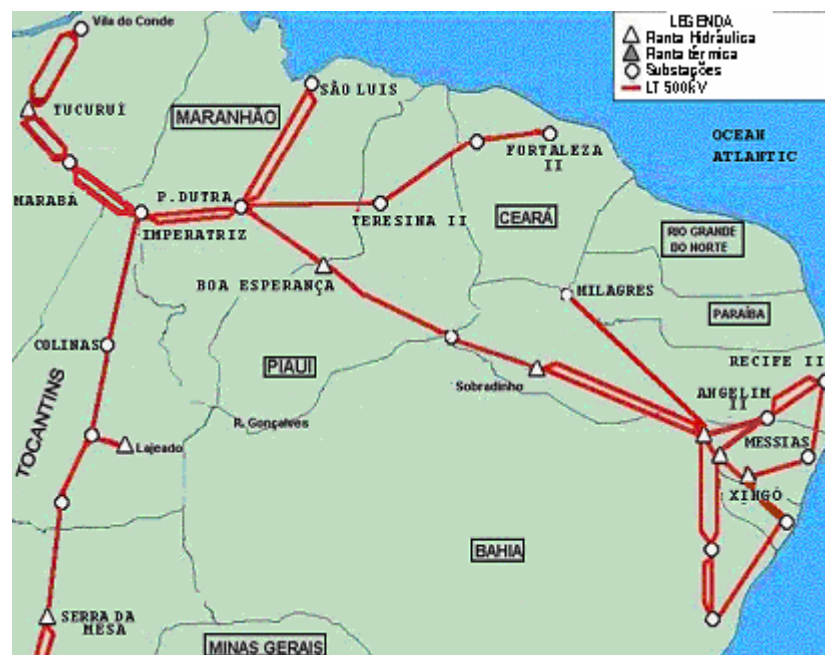 Vila do Conde
LEGENDA
Ranta Hidráulica
Ranta térmica
Substações
LT 500kV
TUCURUÍ
MARANHÃO
SÃO LUIS
OCEAN
ATLANTIC
FORTALEZA
II
MARABÁ
P. DUTRA
IMPERATRIZ
TERESINA II
CEARÁ
RIO GRANDE
DO NORTE
BOA ESPERANÇA
MILAGRES
PARAÍBA
COLINAS
PIAUI
RECIFE II
Sobradinho
ANGELIM
II
R. Gonçalves
MESSIAS
TOCANTINS
Lajeado
XINGÓ
BAHIA
SERRA DA
MESA
MINAS GERAIS